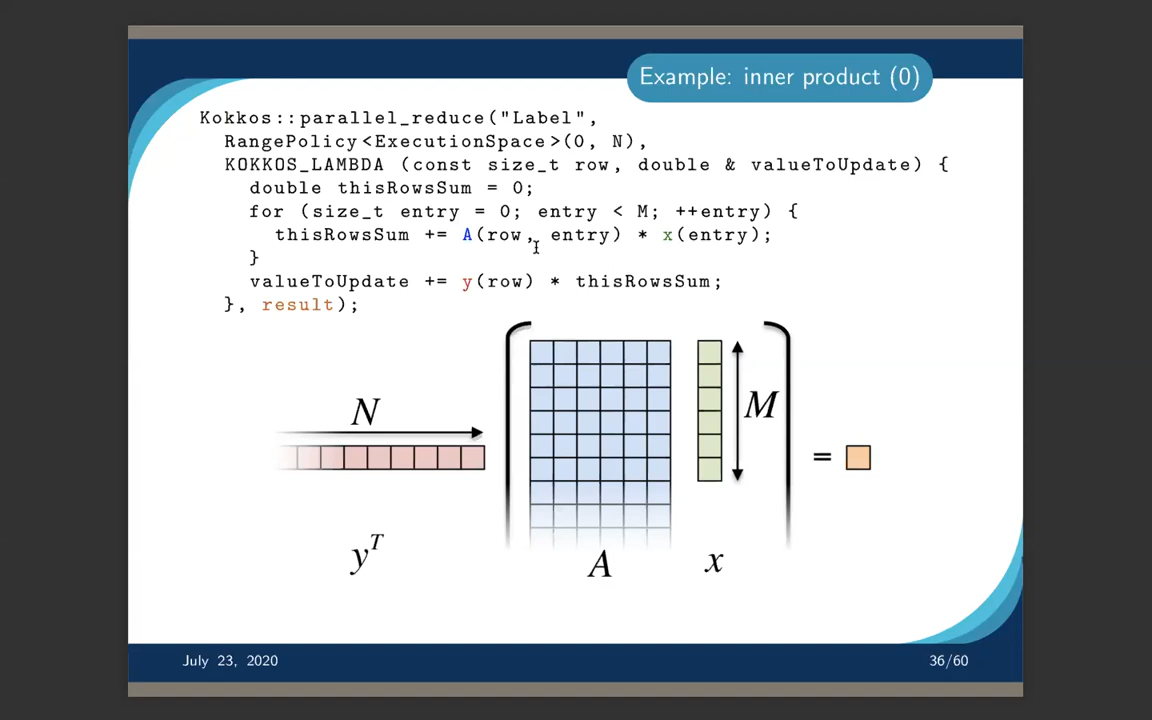 Example: inner product (0)
Kokkos::parallel_reduce("Label",
RangePolicy<ExecutionSpace>(0, N),
KOKKOS_LAMBDA (const size_t row, double & valueToUpdate) {
double thisRowsSum = 0;
for (size_t entry = 0; entry < M; ++entry) {
thisRowsSum += A(row, entry) * x(entry);
}
valueToUpdate += y(row) * thisRowsSum;
}, result);
N
M
=
y^T
A
x
July 23, 2020
36/60